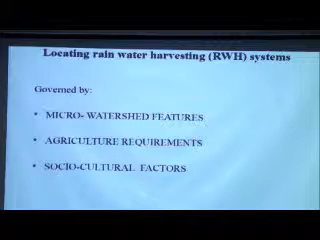 Locating rain water harvesting (RWH) systems
Governed by:
• MICRO- WATERSHED FEATURES
• AGRICULTURE REQUIREMENTS
• SOCIO-CULTURAL FACTORS